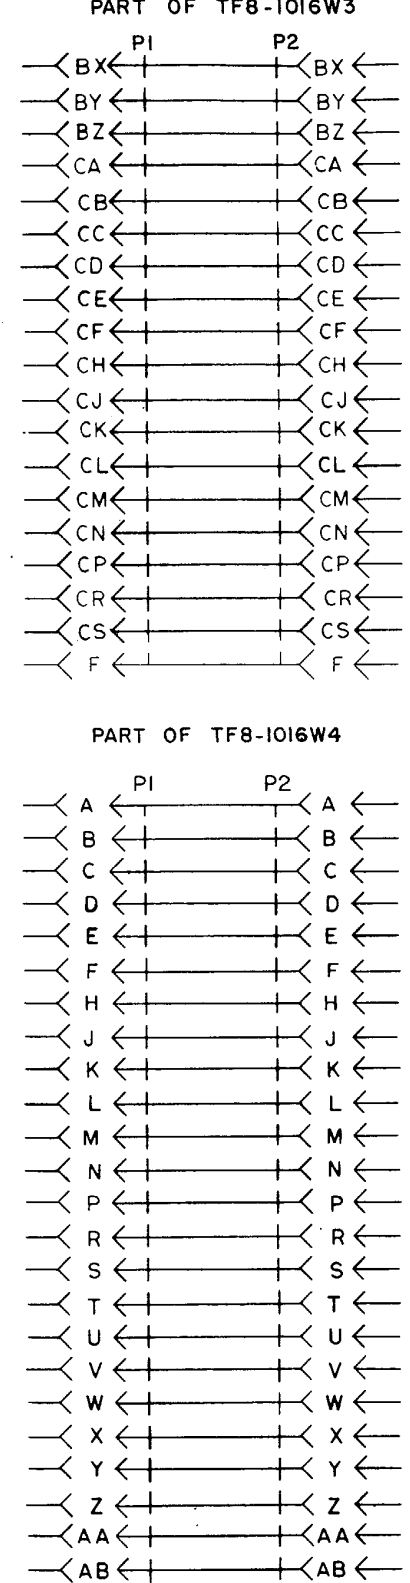 PART OF TF8-1016W3
P1 P2
BX BX
BY BY
BZ BZ
CA CA
CB CB
CC CC
CD CD
CE CE
CF CF
CH CH
CJ CJ
CK CK
CL CL
CM CM
CN CN
CP CP
CR CR
CS CS
F F
PART OF TF8-1016W4
P1 P2
A A
B B
C C
D D
E E
F F
H H
J J
K K
L L
M M
N N
P P
R R
S S
T T
U U
V V
W W
X X
Y Y
Z Z
AA AA
AB AB